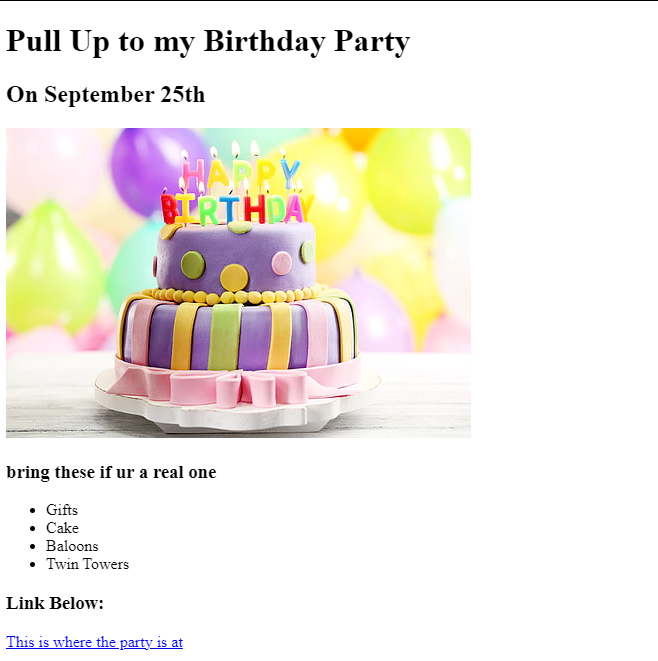 Pull Up to my Birthday Party
On September 25th
HAPPY
BIRTHDAY
bring these if ur a real one
Gifts
Cake
Baloons
Twin Towers
Link Below:
This is where the party is at